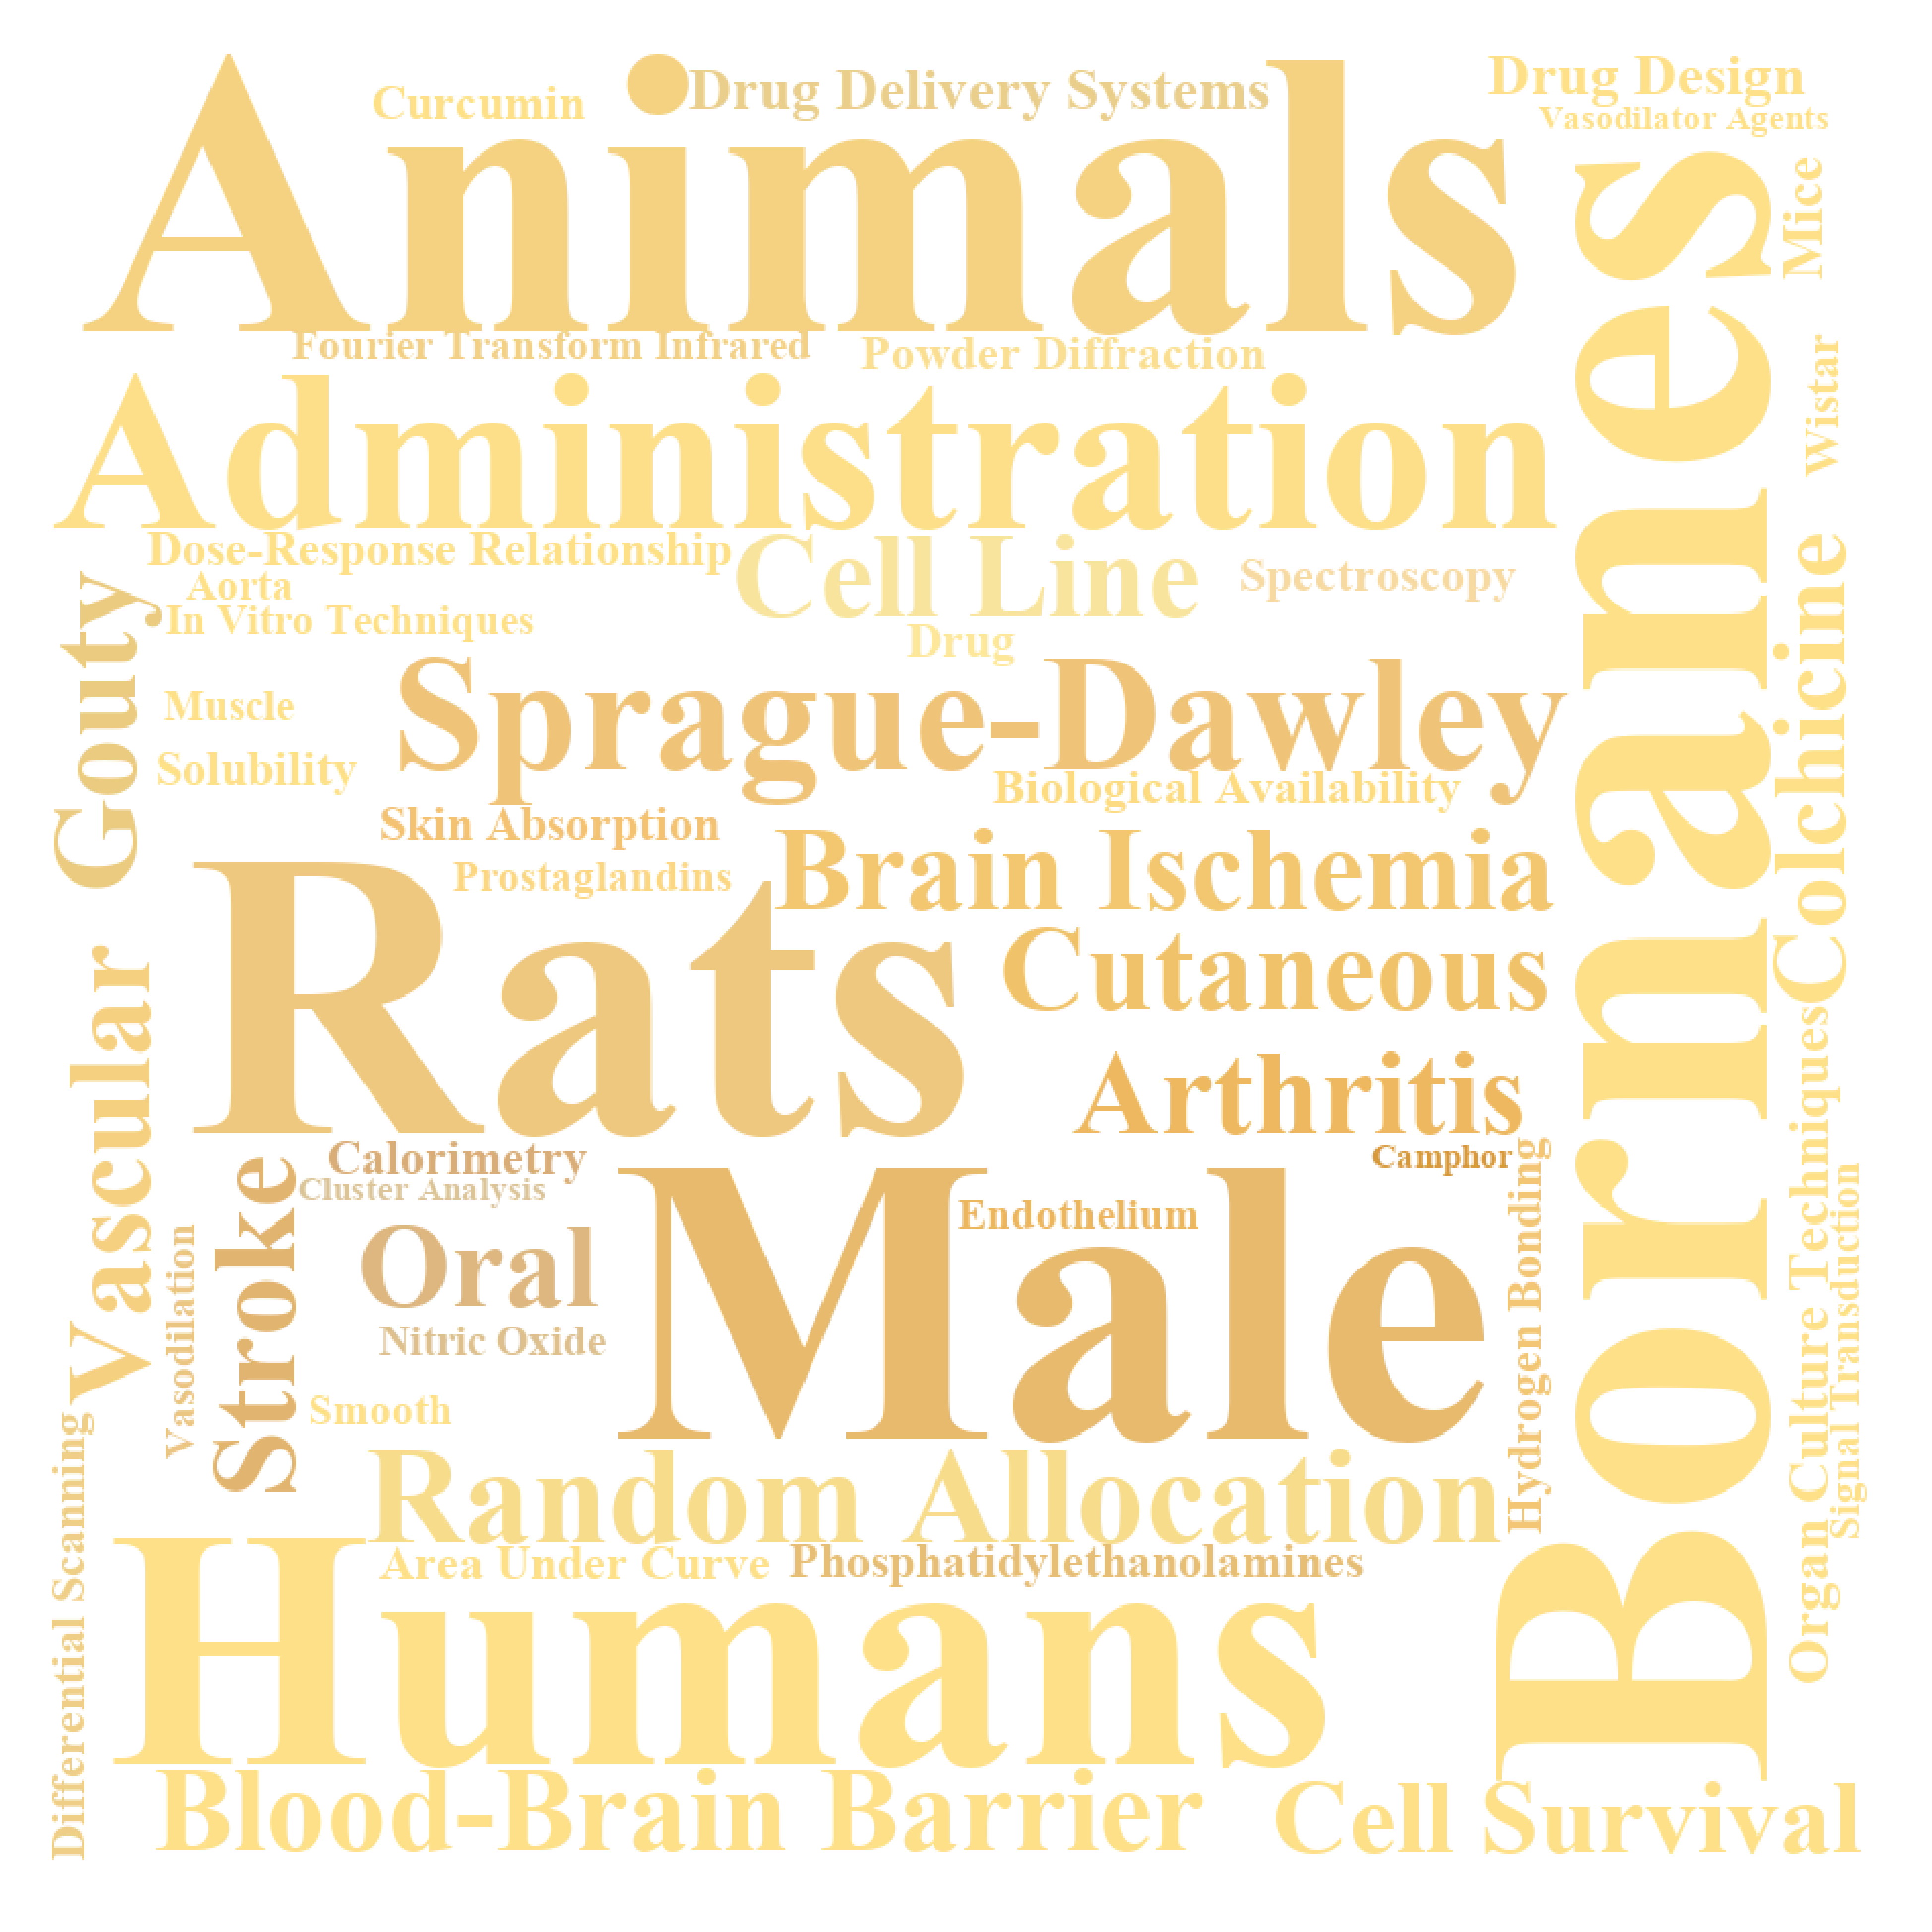 Animals
Curcumin
Drug Delivery Systems
Drug Design
Vasodilator Agents
Mice
Fourier Transform Infrared
Powder Diffraction
Wistar
Administration
Bornanes
Dose-Response Relationship
Cell Line
Spectroscopy
Aorta
In Vitro Techniques
Drug
Gouty
Colchicine
Sprague-Dawley
Muscle
Solubility
Biological Availability
Skin Absorption
Prostaglandins
Brain Ischemia
Rats
Cutaneous
Vascular
Arthritis
Organ Culture Techniques
Calorimetry
Camphor
Cluster Analysis
Stroke
Male
Endothelium
Hydrogen Bonding
Signal Transduction
Vasodilation
Oral
Nitric Oxide
Smooth
Differential Scanning
Random Allocation
Area Under Curve
Phosphatidylethanolamines
Humans
Blood-Brain Barrier
Cell Survival